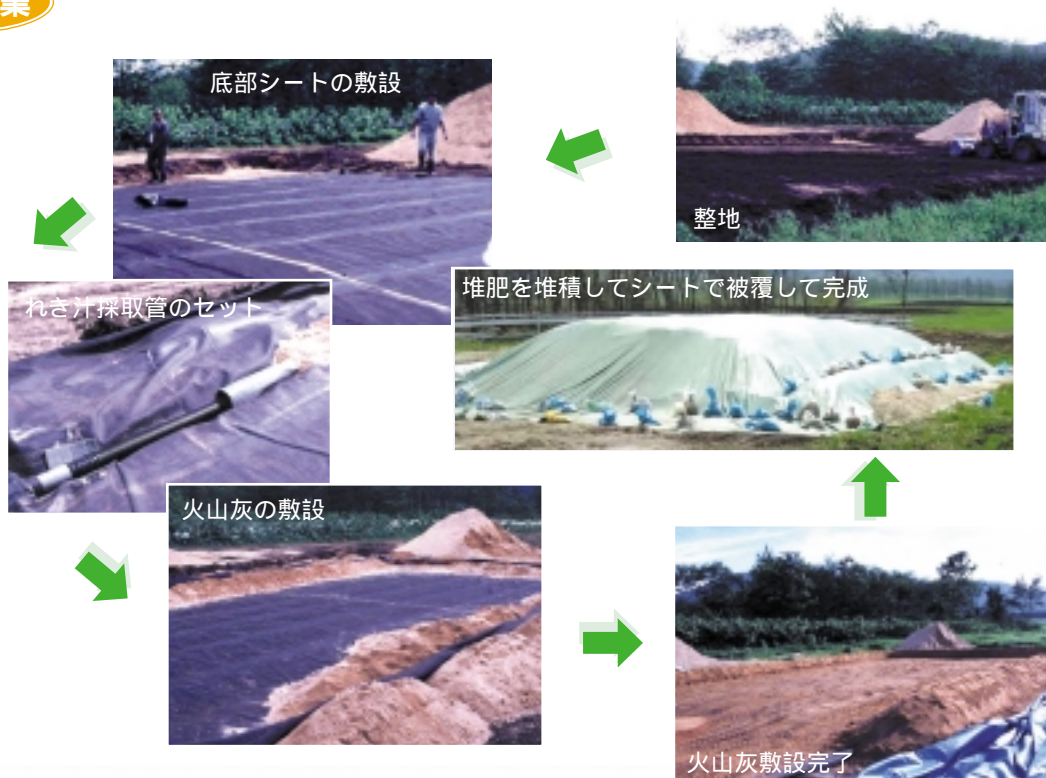 業
整地
底部シートの敷設
れき汁採取管のセット
火山灰の敷設
火山灰敷設完了
堆肥を堆積してシートで被覆して完成